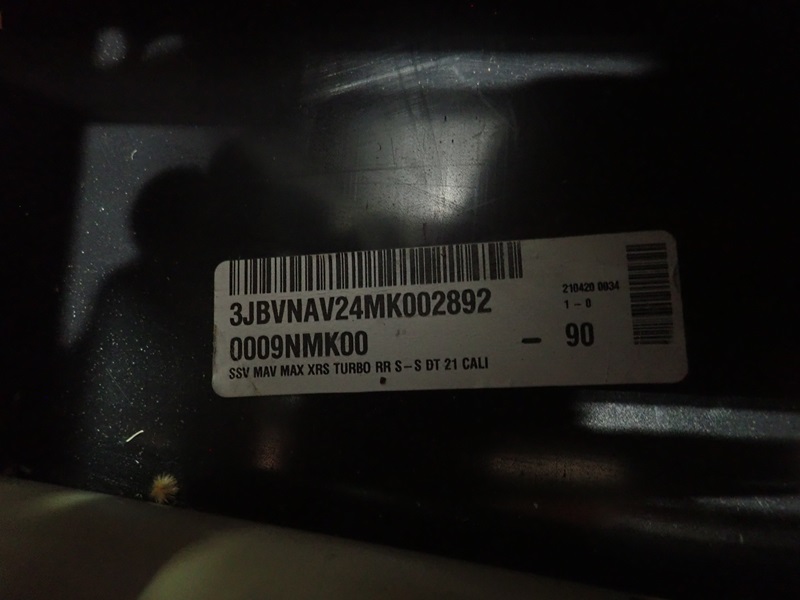 3JBVNAV24MK002892
210420 0934
1-0
0009NMK00 - 90
SSV MAV MAX XRS TURBO RR S-S DT 21 CALI